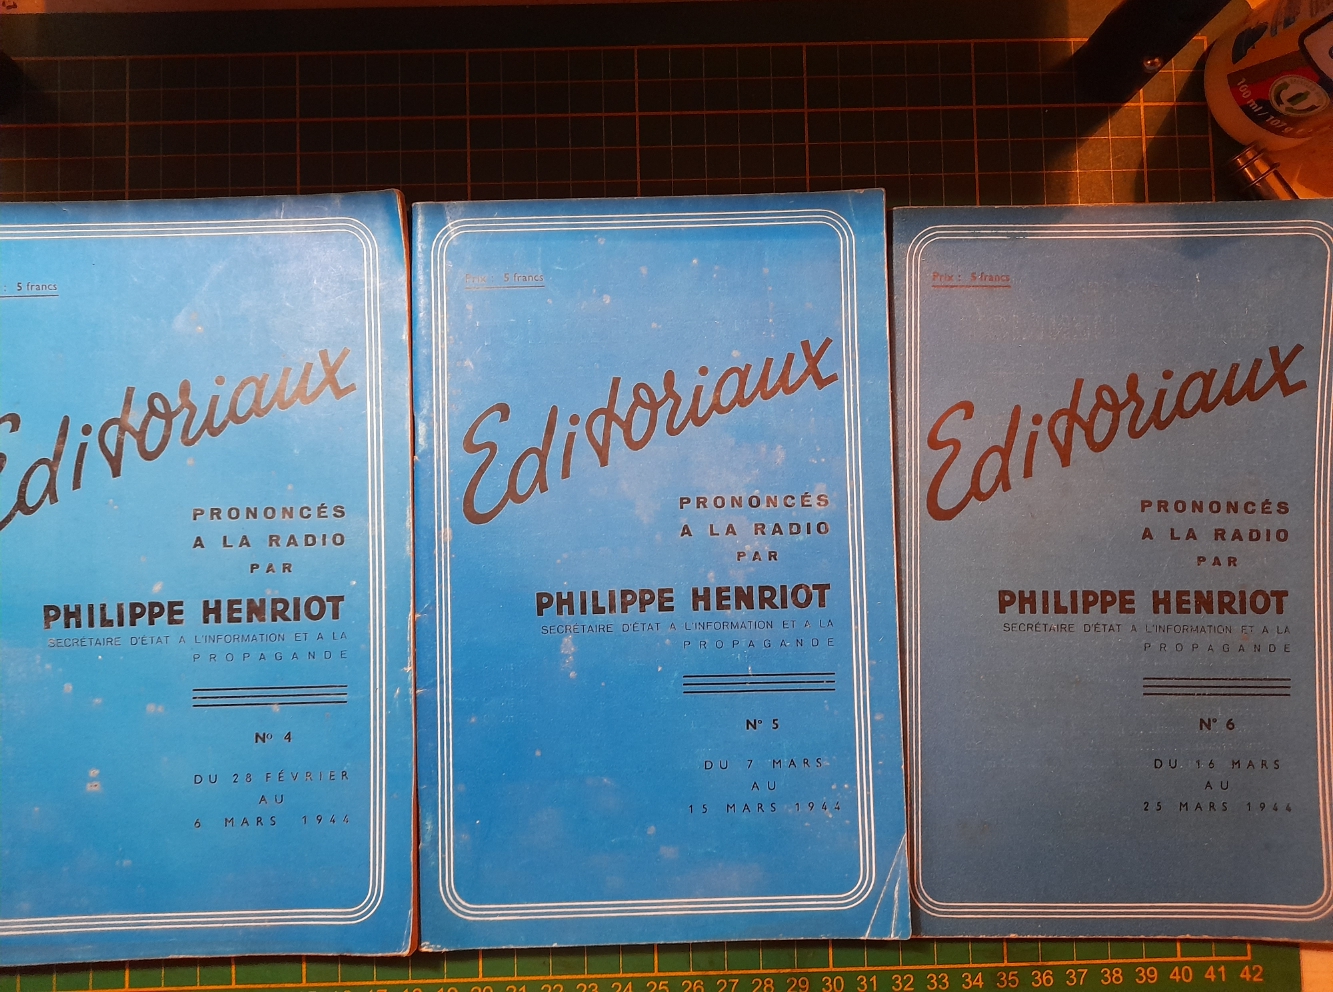 : 5 francs
Editoriaux
PRONONCÉS
A LA RADIO
PAR
PHILIPPE HENRIOT
SECRÉTAIRE D'ÉTAT A L'INFORMATION ET A LA
PROPAGANDE
N° 4
DU 28 FÉVRIER
AU
6 MARS 1944
Prix : 5 francs
Editoriaux
PRONONCÉS
A LA RADIO
PAR
PHILIPPE HENRIOT
SECRÉTAIRE D'ÉTAT A L'INFORMATION ET A LA
PROPAGANDE
N° 5
DU 7 MARS
AU
15 MARS 1944
Prix : 5 francs
Editoriaux
PRONONCÉS
A LA RADIO
PAR
PHILIPPE HENRIOT
SECRÉTAIRE D'ÉTAT A L'INFORMATION ET A LA
PROPAGANDE
N° 6
DU 16 MARS
AU
25 MARS 1944
100 ml/107g
23 24 25 26 27 28 29 30 31 32 33 34 35 36 37 38 39 40 41 42